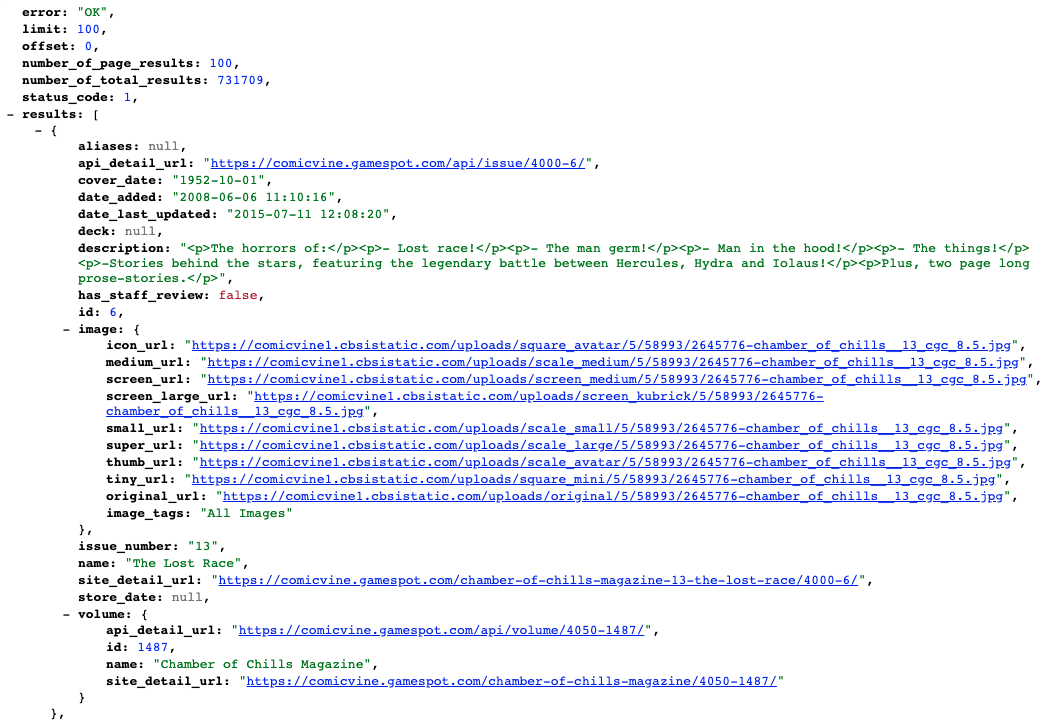 error: "OK",
limit: 100,
offset: 0,
number_of_page_results: 100,
number_of_total_results: 731709,
status_code: 1,
- results: [
- {
aliases: null,
api_detail_url: "https://comicvine.gamespot.com/api/issue/4000-6/",
cover_date: "1952-10-01",
date_added: "2008-06-06 11:10:16",
date_last_updated: "2015-07-11 12:08:20",
deck: null,
description: "<p>The horrors of:</p><p>- Lost race!</p><p>- The man germ!</p><p>- Man in the hood!</p><p>- The things!</p>
<p>-Stories behind the stars, featuring the legendary battle between Hercules, Hydra and Iolaus!</p><p>Plus, two page long
prose-stories.</p>",
has_staff_review: false,
id: 6,
- image: {
icon_url: "https://comicvine1.cbsistatic.com/uploads/square_avatar/5/58993/2645776-chamber_of_chills__13_cgc_8.5.jpg",
medium_url: "https://comicvine1.cbsistatic.com/uploads/scale_medium/5/58993/2645776-chamber_of_chills__13_cgc_8.5.jpg",
screen_url: "https://comicvine1.cbsistatic.com/uploads/screen_medium/5/58993/2645776-chamber_of_chills__13_cgc_8.5.jpg",
screen_large_url: "https://comicvine1.cbsistatic.com/uploads/screen_kubrick/5/58993/2645776-
chamber_of_chills__13_cgc_8.5.jpg",
small_url: "https://comicvine1.cbsistatic.com/uploads/scale_small/5/58993/2645776-chamber_of_chills__13_cgc_8.5.jpg",
super_url: "https://comicvine1.cbsistatic.com/uploads/scale_large/5/58993/2645776-chamber_of_chills__13_cgc_8.5.jpg",
thumb_url: "https://comicvine1.cbsistatic.com/uploads/scale_avatar/5/58993/2645776-chamber_of_chills__13_cgc_8.5.jpg",
tiny_url: "https://comicvine1.cbsistatic.com/uploads/square_mini/5/58993/2645776-chamber_of_chills__13_cgc_8.5.jpg",
original_url: "https://comicvine1.cbsistatic.com/uploads/original/5/58993/2645776-chamber_of_chills__13_cgc_8.5.jpg",
image_tags: "All Images"
},
issue_number: "13",
name: "The Lost Race",
site_detail_url: "https://comicvine.gamespot.com/chamber-of-chills-magazine-13-the-lost-race/4000-6/",
store_date: null,
- volume: {
api_detail_url: "https://comicvine.gamespot.com/api/volume/4050-1487/",
id: 1487,
name: "Chamber of Chills Magazine",
site_detail_url: "https://comicvine.gamespot.com/chamber-of-chills-magazine/4050-1487/"
}
},